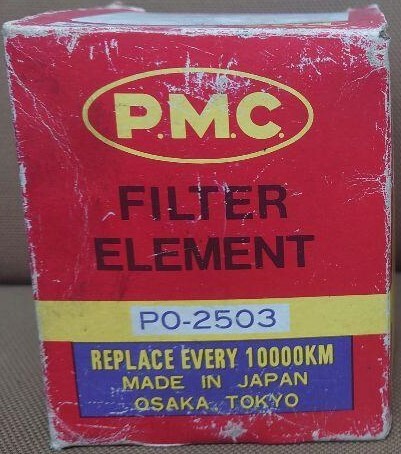 P.M.C.
FILTER
ELEMENT
PO-2503
REPLACE EVERY 10000KM
MADE IN JAPAN
OSAKA TOKYO